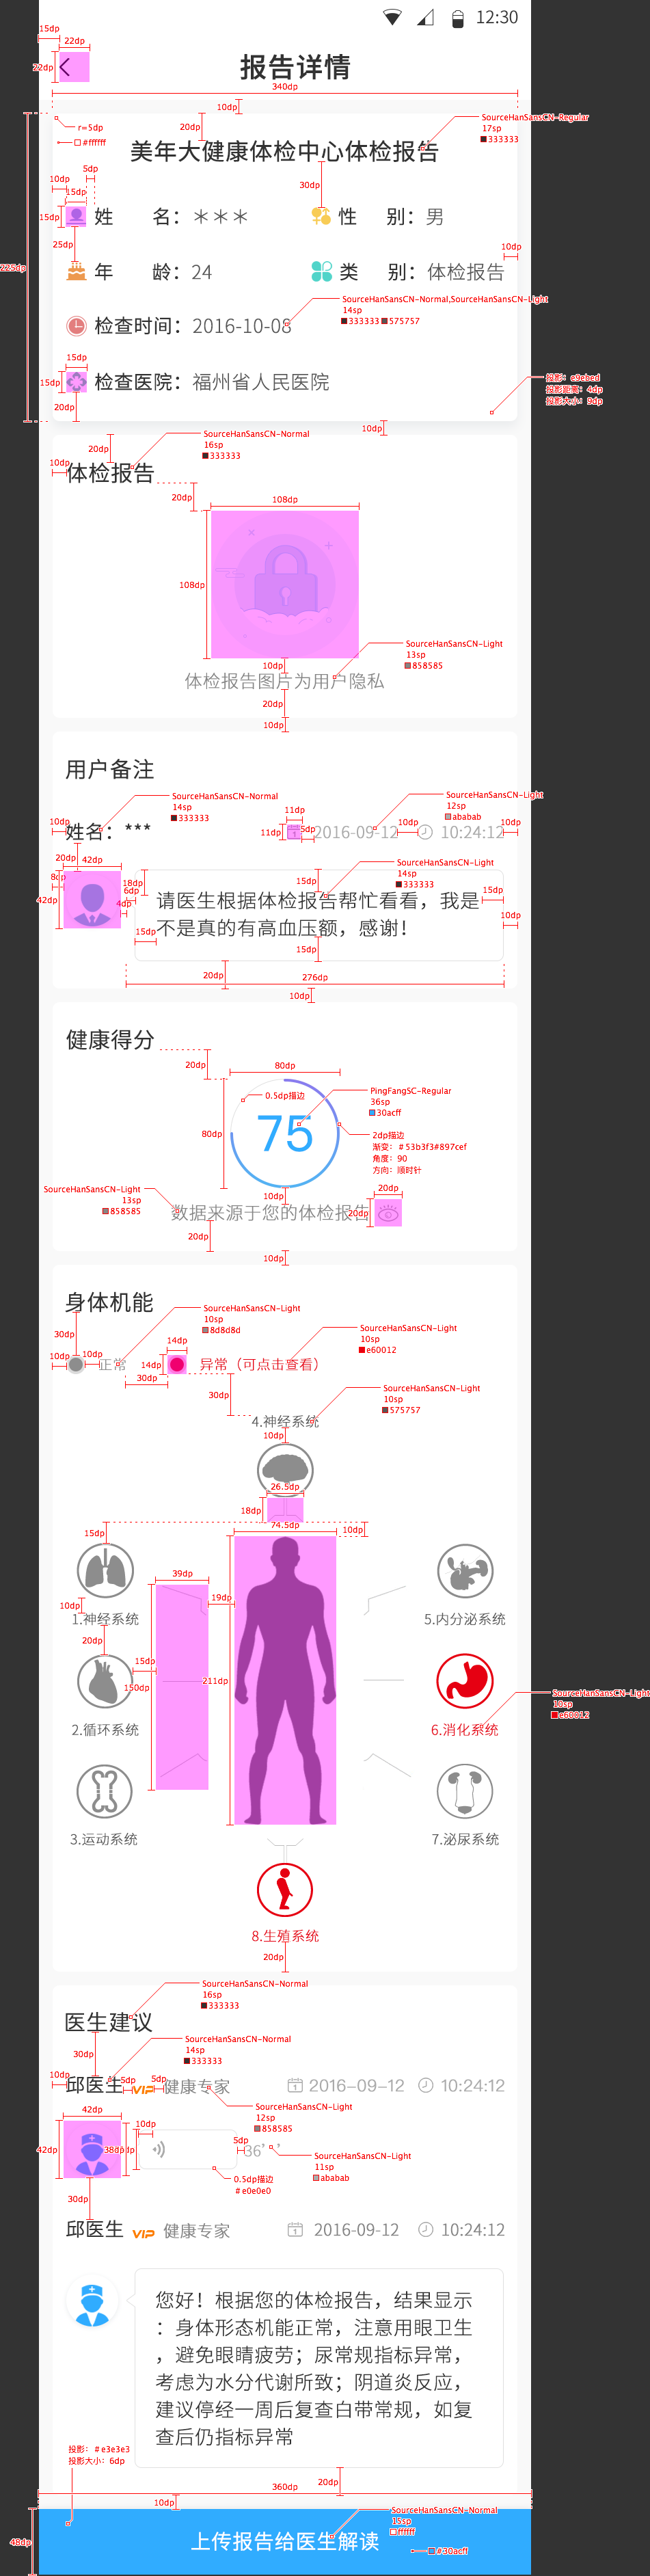 12:30
15dp
22dp
22dp
报告详情
340dp
10dp
r=5dp
#ffffff
20dp
SourceHanSansCN-Regular
17sp
333333
美年大健康体检中心体检报告
5dp
30dp
10dp
15dp
15dp
姓 名：＊＊＊
性 别：男
25dp
10dp
225dp
年 龄：24
类 别：体检报告
SourceHanSansCN-Normal,SourceHanSansCN-Light
14sp
333333 575757
检查时间：2016-10-08
15dp
15dp
检查医院：福州省人民医院
投影：e9ebed
投影距离：4dp
投影大小：9dp
20dp
10dp
20dp
SourceHanSansCN-Normal
16sp
333333
10dp
体检报告
20dp
108dp
108dp
SourceHanSansCN-Light
13sp
858585
10dp
体检报告图片为用户隐私
20dp
10dp
用户备注
SourceHanSansCN-Normal
14sp
333333
SourceHanSansCN-Light
12sp
ababab
11dp
10dp
姓名：***
11dp
5dp
2016-09-12
10dp
10:24:12
10dp
20dp
42dp
SourceHanSansCN-Light
14sp
333333
8dp
18dp
15dp
6dp
42dp
4dp
15dp
请医生根据体检报告帮忙看看，我是
不是真的有高血压额，感谢！
10dp
15dp
15dp
20dp
276dp
10dp
健康得分
20dp
80dp
0.5dp描边
PingFangSC-Regular
36sp
30acff
75
80dp
2dp描边
渐变：#53b3f3#897cef
角度：90
方向：顺时针
SourceHanSansCN-Light
13sp
858585
10dp
20dp
数据来源于您的体检报告
20dp
20dp
10dp
身体机能
SourceHanSansCN-Light
10sp
8d8d8d
30dp
14dp
SourceHanSansCN-Light
10sp
e60012
10dp
10dp
正常
14dp
异常（可点击查看）
30dp
30dp
SourceHanSansCN-Light
10sp
575757
4.神经系统
10dp
26.5dp
18dp
74.5dp
10dp
15dp
39dp
10dp
19dp
1.神经系统
5.内分泌系统
20dp
15dp
150dp
211dp
SourceHanSansCN-Light
10sp
e60012
2.循环系统
6.消化系统
3.运动系统
7.泌尿系统
8.生殖系统
20dp
SourceHanSansCN-Normal
16sp
333333
医生建议
30dp
SourceHanSansCN-Normal
14sp
333333
10dp
邱医生
5dp
VIP
5dp
健康专家
2016-09-12
10:24:12
SourceHanSansCN-Light
12sp
858585
42dp
10dp
42dp
38dp
5dp
36’ ’
SourceHanSansCN-Light
11sp
ababab
0.5dp描边
#e0e0e0
30dp
邱医生 VIP 健康专家
2016-09-12
10:24:12
您好！根据您的体检报告，结果显示
：身体形态机能正常，注意用眼卫生
，避免眼睛疲劳；尿常规指标异常，
考虑为水分代谢所致；阴道炎反应，
建议停经一周后复查白带常规，如复
查后仍指标异常
投影：#e3e3e3
投影大小：6dp
20dp
360dp
10dp
SourceHanSansCN-Normal
15sp
ffffff
48dp
上传报告给医生解读
#30acff